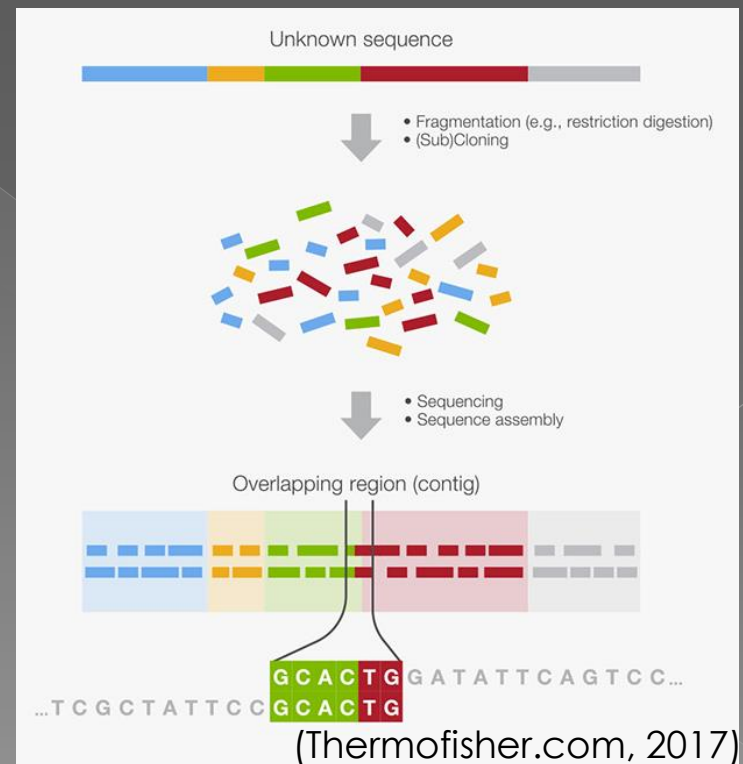 Unknown sequence
• Fragmentation (e.g., restriction digestion)
• (Sub)Cloning
• Sequencing
• Sequence assembly
Overlapping region (contig)
GCACTGGATATTCAGTCC...
...TCGCTATTCCGCACTG
(Thermofisher.com, 2017)